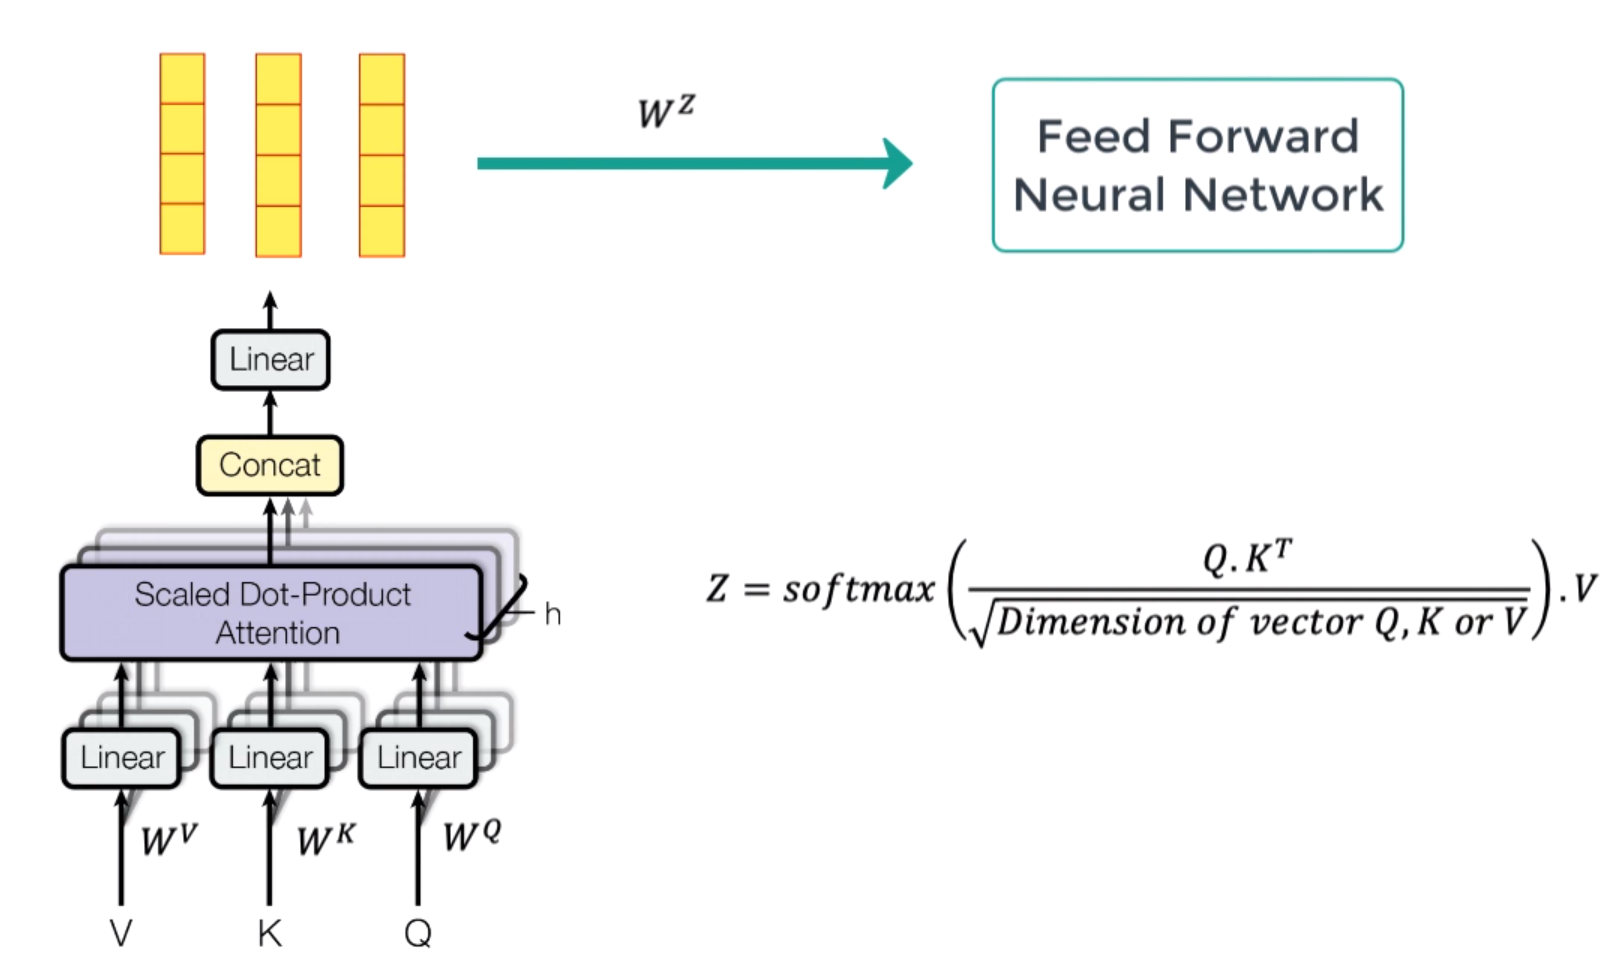 W^Z
Feed Forward
Neural Network
Linear
Concat
Scaled Dot-Product
Attention
h
Z = softmax(Q.K^T / √Dimension of vector Q, K or V).V
Linear Linear Linear
W^V W^K W^Q
V K Q